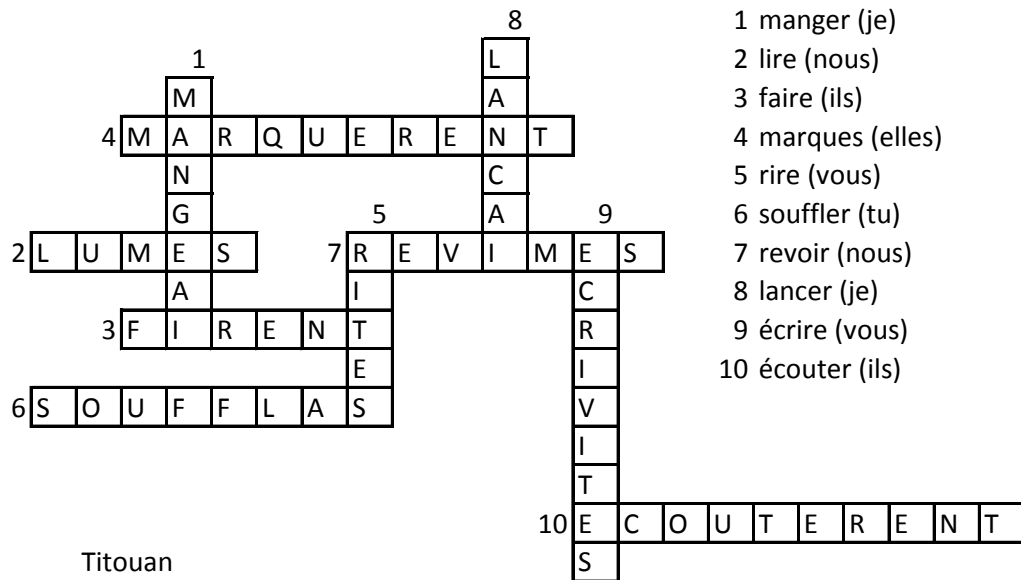 8
1 L
M A
4 M A R Q U E R E N T
N C
G 5 A 9
2 L U M E S 7 R E V I M E S
A I C
3 F I R E N T R
E I
6 S O U F F L A S V
I
T
10 E C O U T E R E N T
S
Titouan
1 manger (je)
2 lire (nous)
3 faire (ils)
4 marques (elles)
5 rire (vous)
6 souffler (tu)
7 revoir (nous)
8 lancer (je)
9 écrire (vous)
10 écouter (ils)